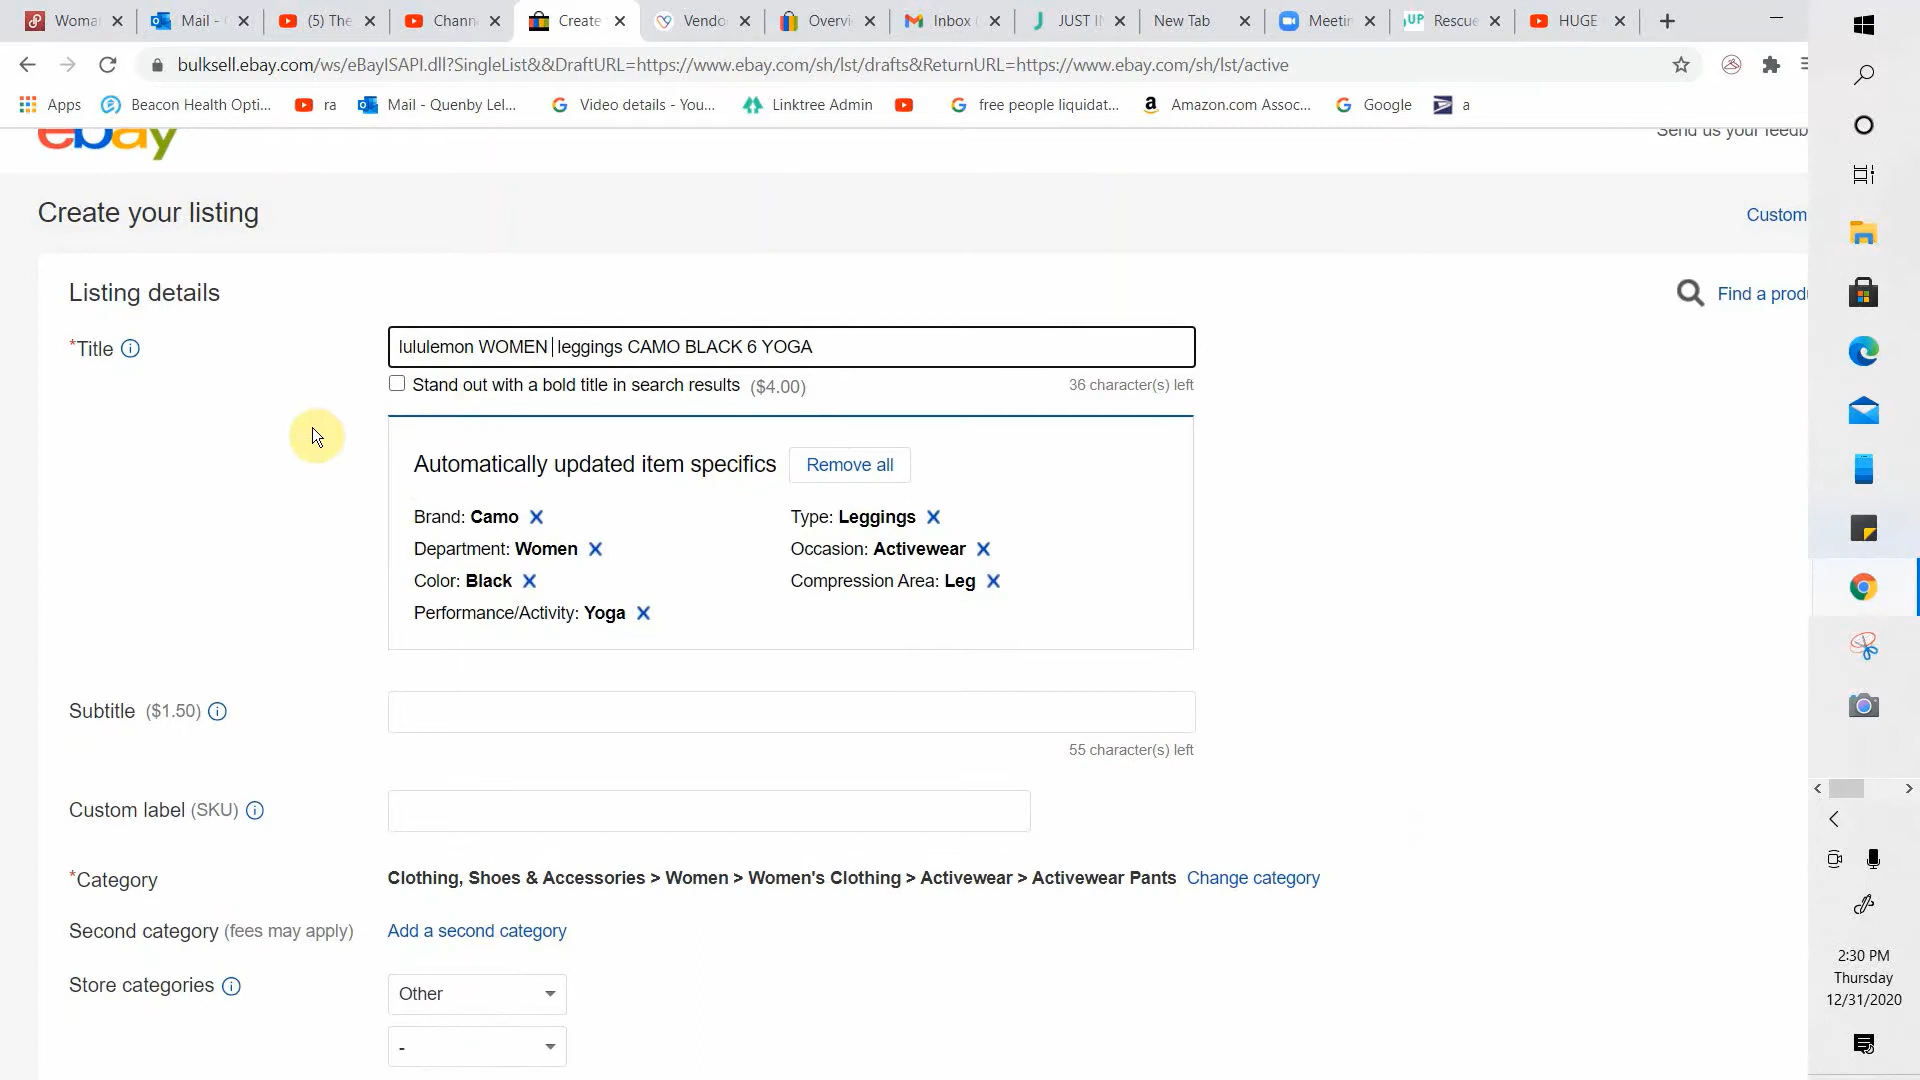 Woma
Mail -
(5) The
Chann
Create
Vendo
Overvi
Inbox
JUST I
New Tab
Meetin
Rescue
HUGE
bulksell.ebay.com/ws/eBayISAPI.dll?SingleList&&DraftURL=https://www.ebay.com/sh/lst/drafts&ReturnURL=https://www.ebay.com/sh/lst/active
Apps
Beacon Health Opti...
ra
Mail - Quenby Lel...
Video details - You...
Linktree Admin
free people liquidat...
Amazon.com Assoc...
Google
a
ebay
Send us your feedb
Create your listing
Custom
Listing details
Find a produ
*Title
lululemon WOMEN leggings CAMO BLACK 6 YOGA
Stand out with a bold title in search results ($4.00)
36 character(s) left
Automatically updated item specifics
Remove all
Brand: Camo
Type: Leggings
Department: Women
Occasion: Activewear
Color: Black
Compression Area: Leg
Performance/Activity: Yoga
Subtitle ($1.50)
55 character(s) left
Custom label (SKU)
*Category
Clothing, Shoes & Accessories > Women > Women's Clothing > Activewear > Activewear Pants
Change category
Second category (fees may apply)
Add a second category
Store categories
Other
-
2:30 PM
Thursday
12/31/2020